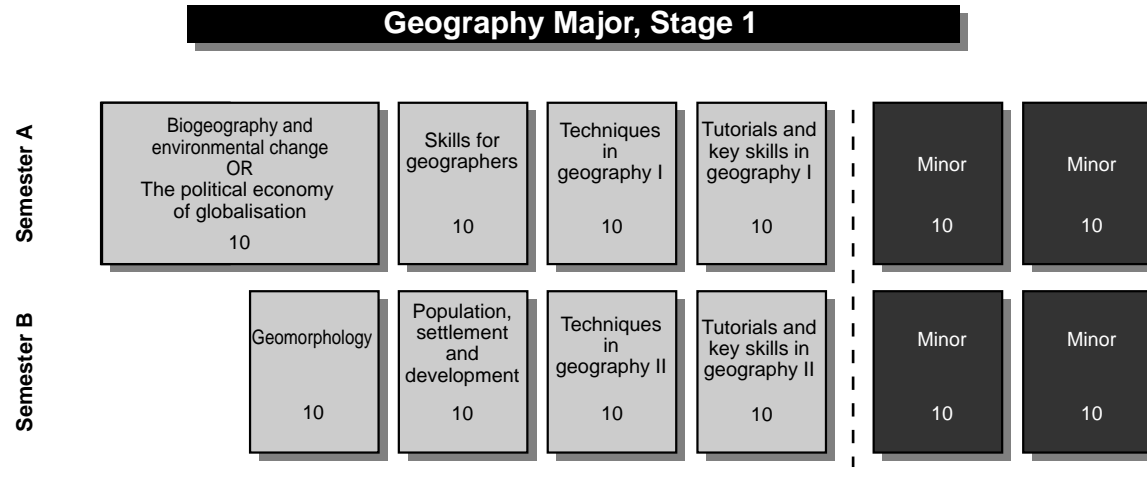 Geography Major, Stage 1
Semester A
Biogeography and
environmental change
OR
The political economy
of globalisation
10
Skills for
geographers
10
Techniques
in
geography I
10
Tutorials and
key skills in
geography I
10
Minor
10
Minor
10
Semester B
Geomorphology
10
Population,
settlement
and
development
10
Techniques
in
geography II
10
Tutorials and
key skills in
geography II
10
Minor
10
Minor
10